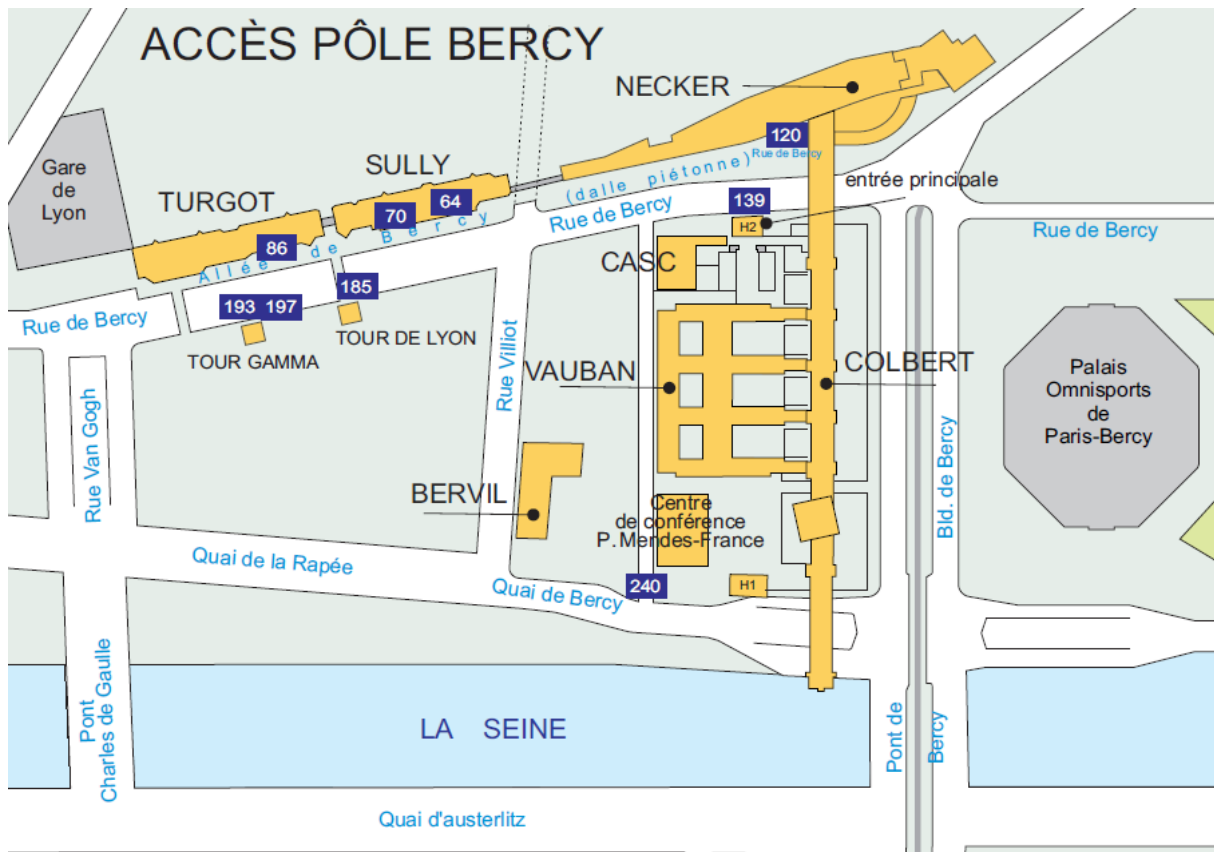 ACCÈS PÔLE BERCY
NECKER
120
Rue de Bercy
(dalle piétonne)
SULLY
64
70
Gare
de
Lyon
TURGOT
86
Allée de Bercy
entrée principale
139
H2
Rue de Bercy
Rue de Bercy
CASC
185
193 197
Rue de Bercy
TOUR DE LYON
TOUR GAMMA
Rue Villiot
VAUBAN
COLBERT
Palais
Omnisports
de
Paris-Bercy
Rue Van Gogh
Bld. de Bercy
BERVIL
Centre
de conférence
P. Mendes-France
Quai de la Rapée
240
H1
Quai de Bercy
Pont
Charles de Gaulle
LA SEINE
Pont de
Bercy
Quai d'austerlitz